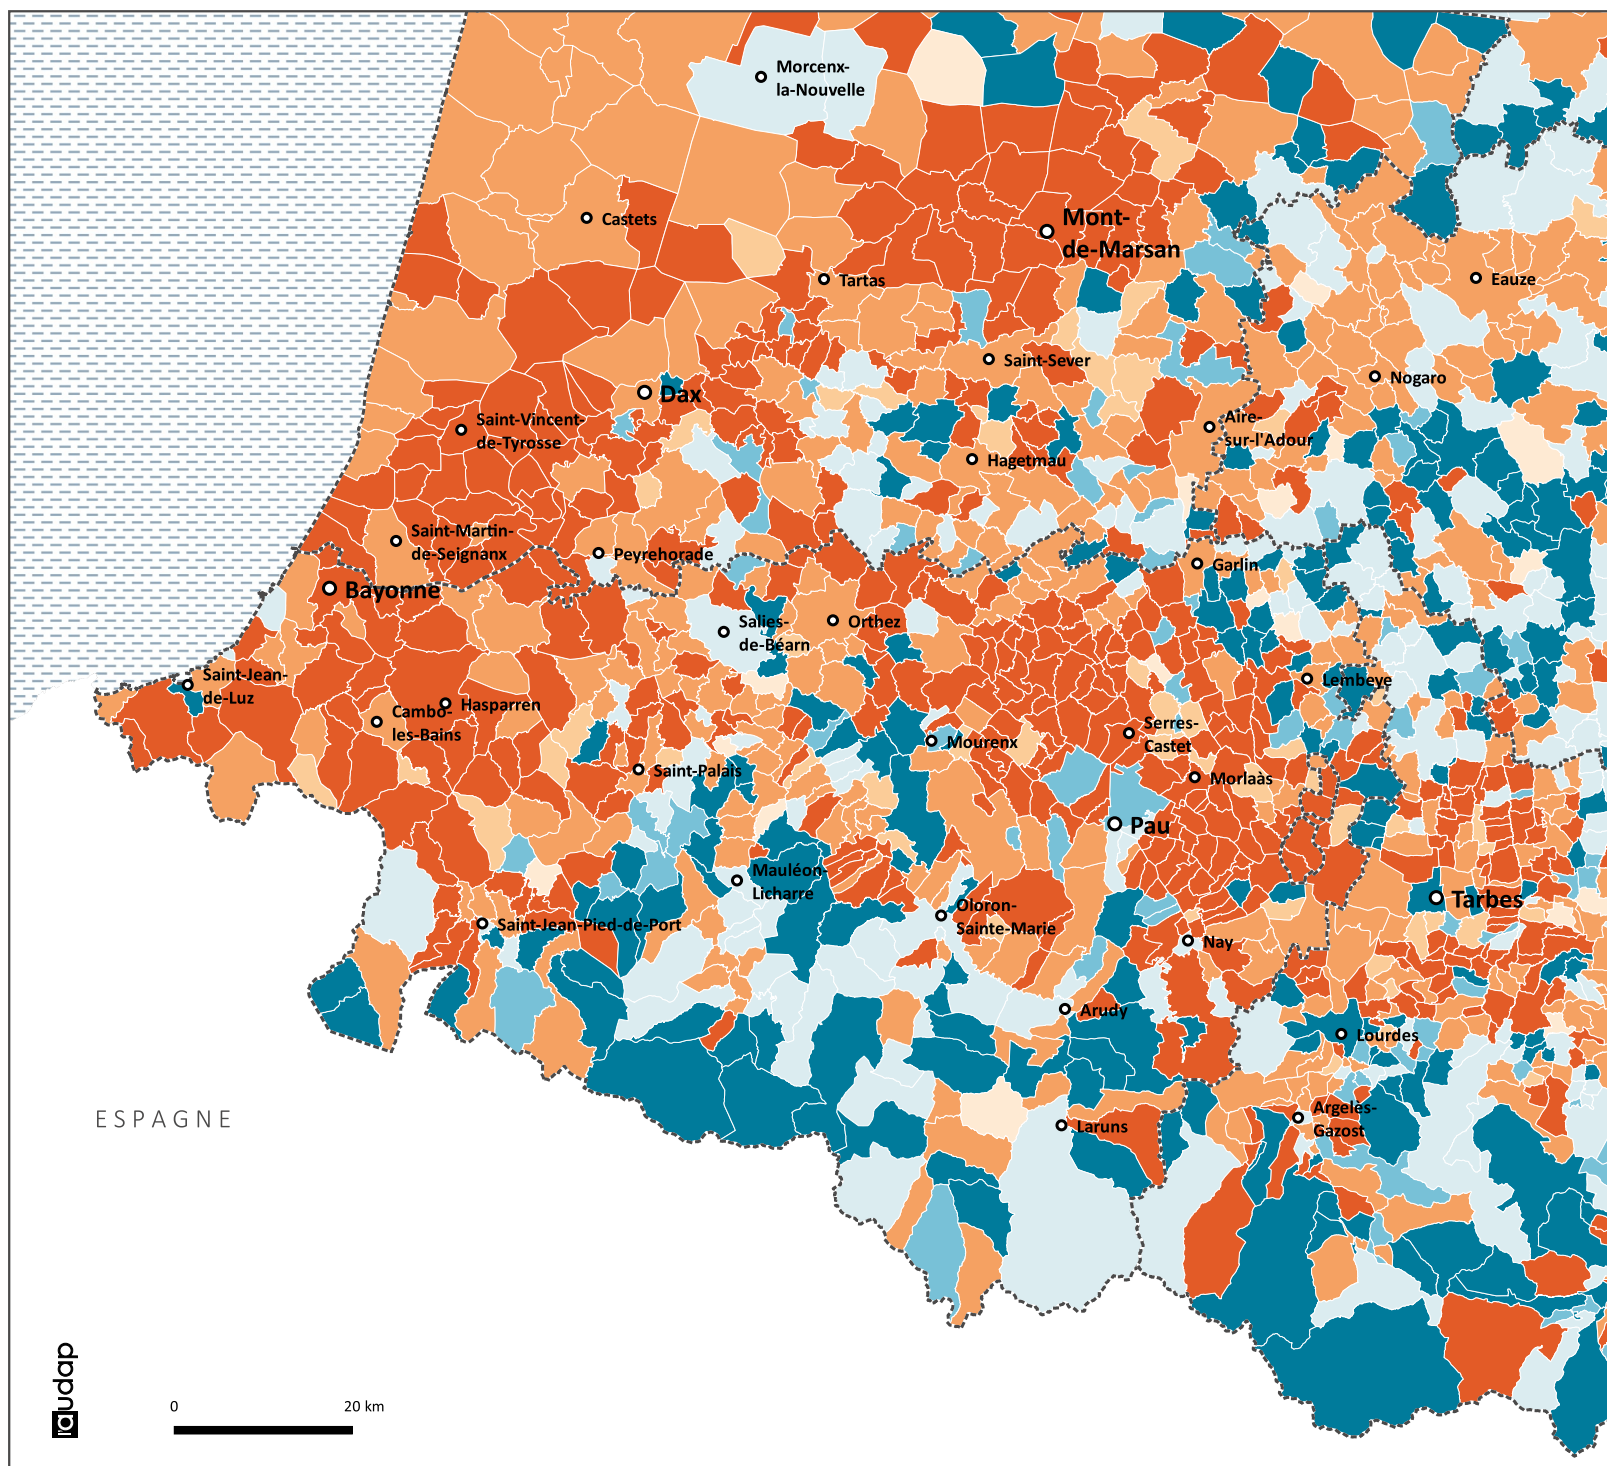 Morcenx-
la-Nouvelle
Castets
Mont-
de-Marsan
Tartas
Eauze
Saint-Sever
Nogaro
Dax
Saint-Vincent-
de-Tyrosse
Aire-
sur-l'Adour
Hagetmau
Saint-Martin-
de-Seignanx
Peyrehorade
Garlin
Bayonne
Salies-
de-Béarn
Orthez
Saint-Jean-
de-Luz
Lembeye
Cambo-
les-Bains
Hasparren
Mourenx
Serres-
Castet
Saint-Palais
Morlaàs
Pau
Mauléon-
Licharre
Tarbes
Oloron-
Sainte-Marie
Saint-Jean-Pied-de-Port
Nay
Arudy
Lourdes
ESPAGNE
Argelès-
Gazost
Laruns
l'audap
0 20 km